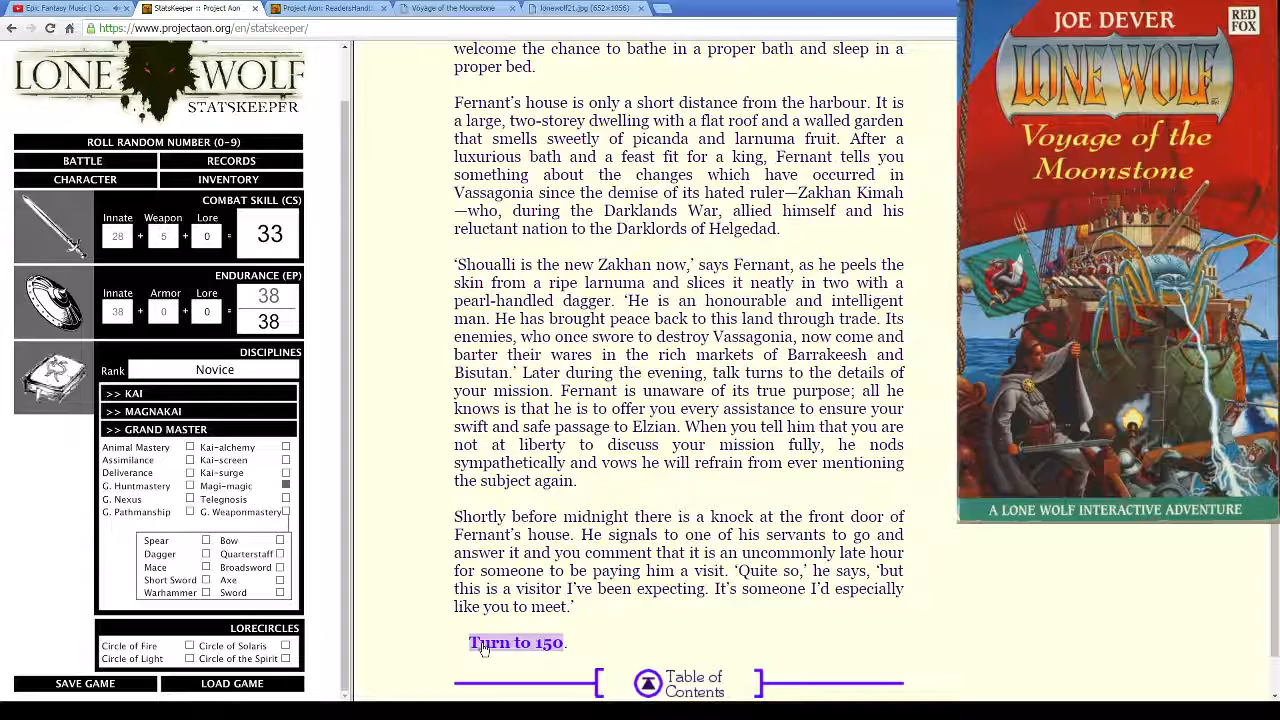 Epic Fantasy Music | Cru
StatsKeeper :: Project Aon
Project Aon: ReadersHandb
Voyage of the Moonstone
lonewolf21.jpg (652×1056)
https://www.projectaon.org/en/statskeeper/
LONE WOLF
STATSKEEPER
ROLL RANDOM NUMBER (0-9)
BATTLE RECORDS
CHARACTER INVENTORY
COMBAT SKILL (CS)
Innate Weapon Lore
28 + 5 + 0 = 33
ENDURANCE (EP)
Innate Armor Lore
38
38 + 0 + 0 = 38
DISCIPLINES
Rank Novice
>> KAI
>> MAGNAKAI
>> GRAND MASTER
Animal Mastery Kai-alchemy
Assimilance Kai-screen
Deliverance Kai-surge
G. Huntmastery Magi-magic
G. Nexus Telegnosis
G. Pathmanship G. Weaponmastery
Spear Bow
Dagger Quarterstaff
Mace Broadsword
Short Sword Axe
Warhammer Sword
LORECIRCLES
Circle of Fire Circle of Solaris
Circle of Light Circle of the Spirit
SAVE GAME LOAD GAME
welcome the chance to bathe in a proper bath and sleep in a
proper bed.
Fernant’s house is only a short distance from the harbour. It is
a large, two-storey dwelling with a flat roof and a walled garden
that smells sweetly of picanda and larnuma fruit. After a
luxurious bath and a feast fit for a king, Fernant tells you
something about the changes which have occurred in
Vassagonia since the demise of its hated ruler—Zakhan Kimah
—who, during the Darklands War, allied himself and his
reluctant nation to the Darklords of Helgedad.
‘Shoualli is the new Zakhan now,’ says Fernant, as he peels the
skin from a ripe larnuma and slices it neatly in two with a
pearl-handled dagger. ‘He is an honourable and intelligent
man. He has brought peace back to this land through trade. Its
enemies, who once swore to destroy Vassagonia, now come and
barter their wares in the rich markets of Barrakeesh and
Bisutan.’ Later during the evening, talk turns to the details of
your mission. Fernant is unaware of its true purpose; all he
knows is that he is to offer you every assistance to ensure your
swift and safe passage to Elzian. When you tell him that you are
not at liberty to discuss your mission fully, he nods
sympathetically and vows he will refrain from ever mentioning
the subject again.
Shortly before midnight there is a knock at the front door of
Fernant’s house. He signals to one of his servants to go and
answer it and you comment that it is an uncommonly late hour
for someone to be paying him a visit. ‘Quite so,’ he says, ‘but
this is a visitor I’ve been expecting. It’s someone I’d especially
like you to meet.’
Turn to 150.
Table of
Contents
JOE DEVER
RED
FOX
LONE WOLF
Voyage of the
Moonstone
A LONE WOLF INTERACTIVE ADVENTURE